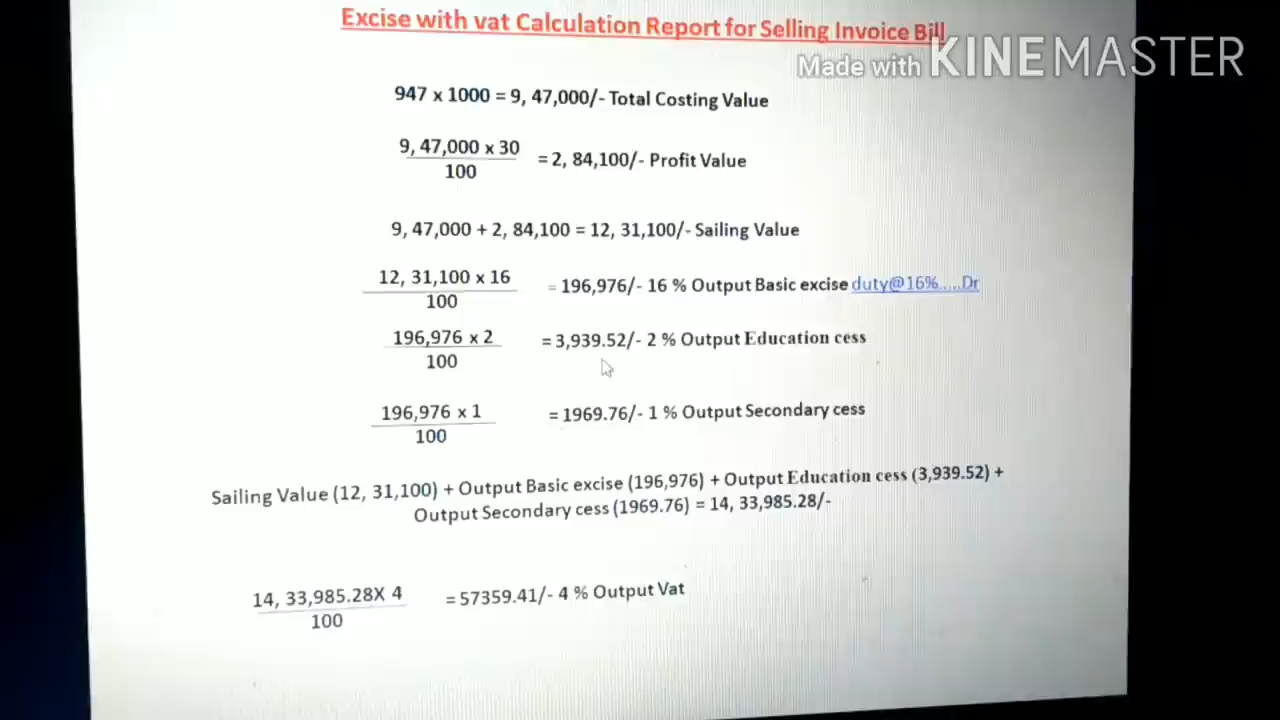 Excise with vat Calculation Report for Selling Invoice Bill
Made with KINEMASTER
947 x 1000 = 9, 47,000/- Total Costing Value
9, 47,000 x 30
100
= 2, 84,100/- Profit Value
9, 47,000 + 2, 84,100 = 12, 31,100/- Sailing Value
12, 31,100 x 16
100
= 196,976/- 16 % Output Basic excise duty@16%.....Dr
196,976 x 2
100
= 3,939.52/- 2 % Output Education cess
196,976 x 1
100
= 1969.76/- 1 % Output Secondary cess
Sailing Value (12, 31,100) + Output Basic excise (196,976) + Output Education cess (3,939.52) +
Output Secondary cess (1969.76) = 14, 33,985.28/-
14, 33,985.28X 4
100
= 57359.41/- 4 % Output Vat